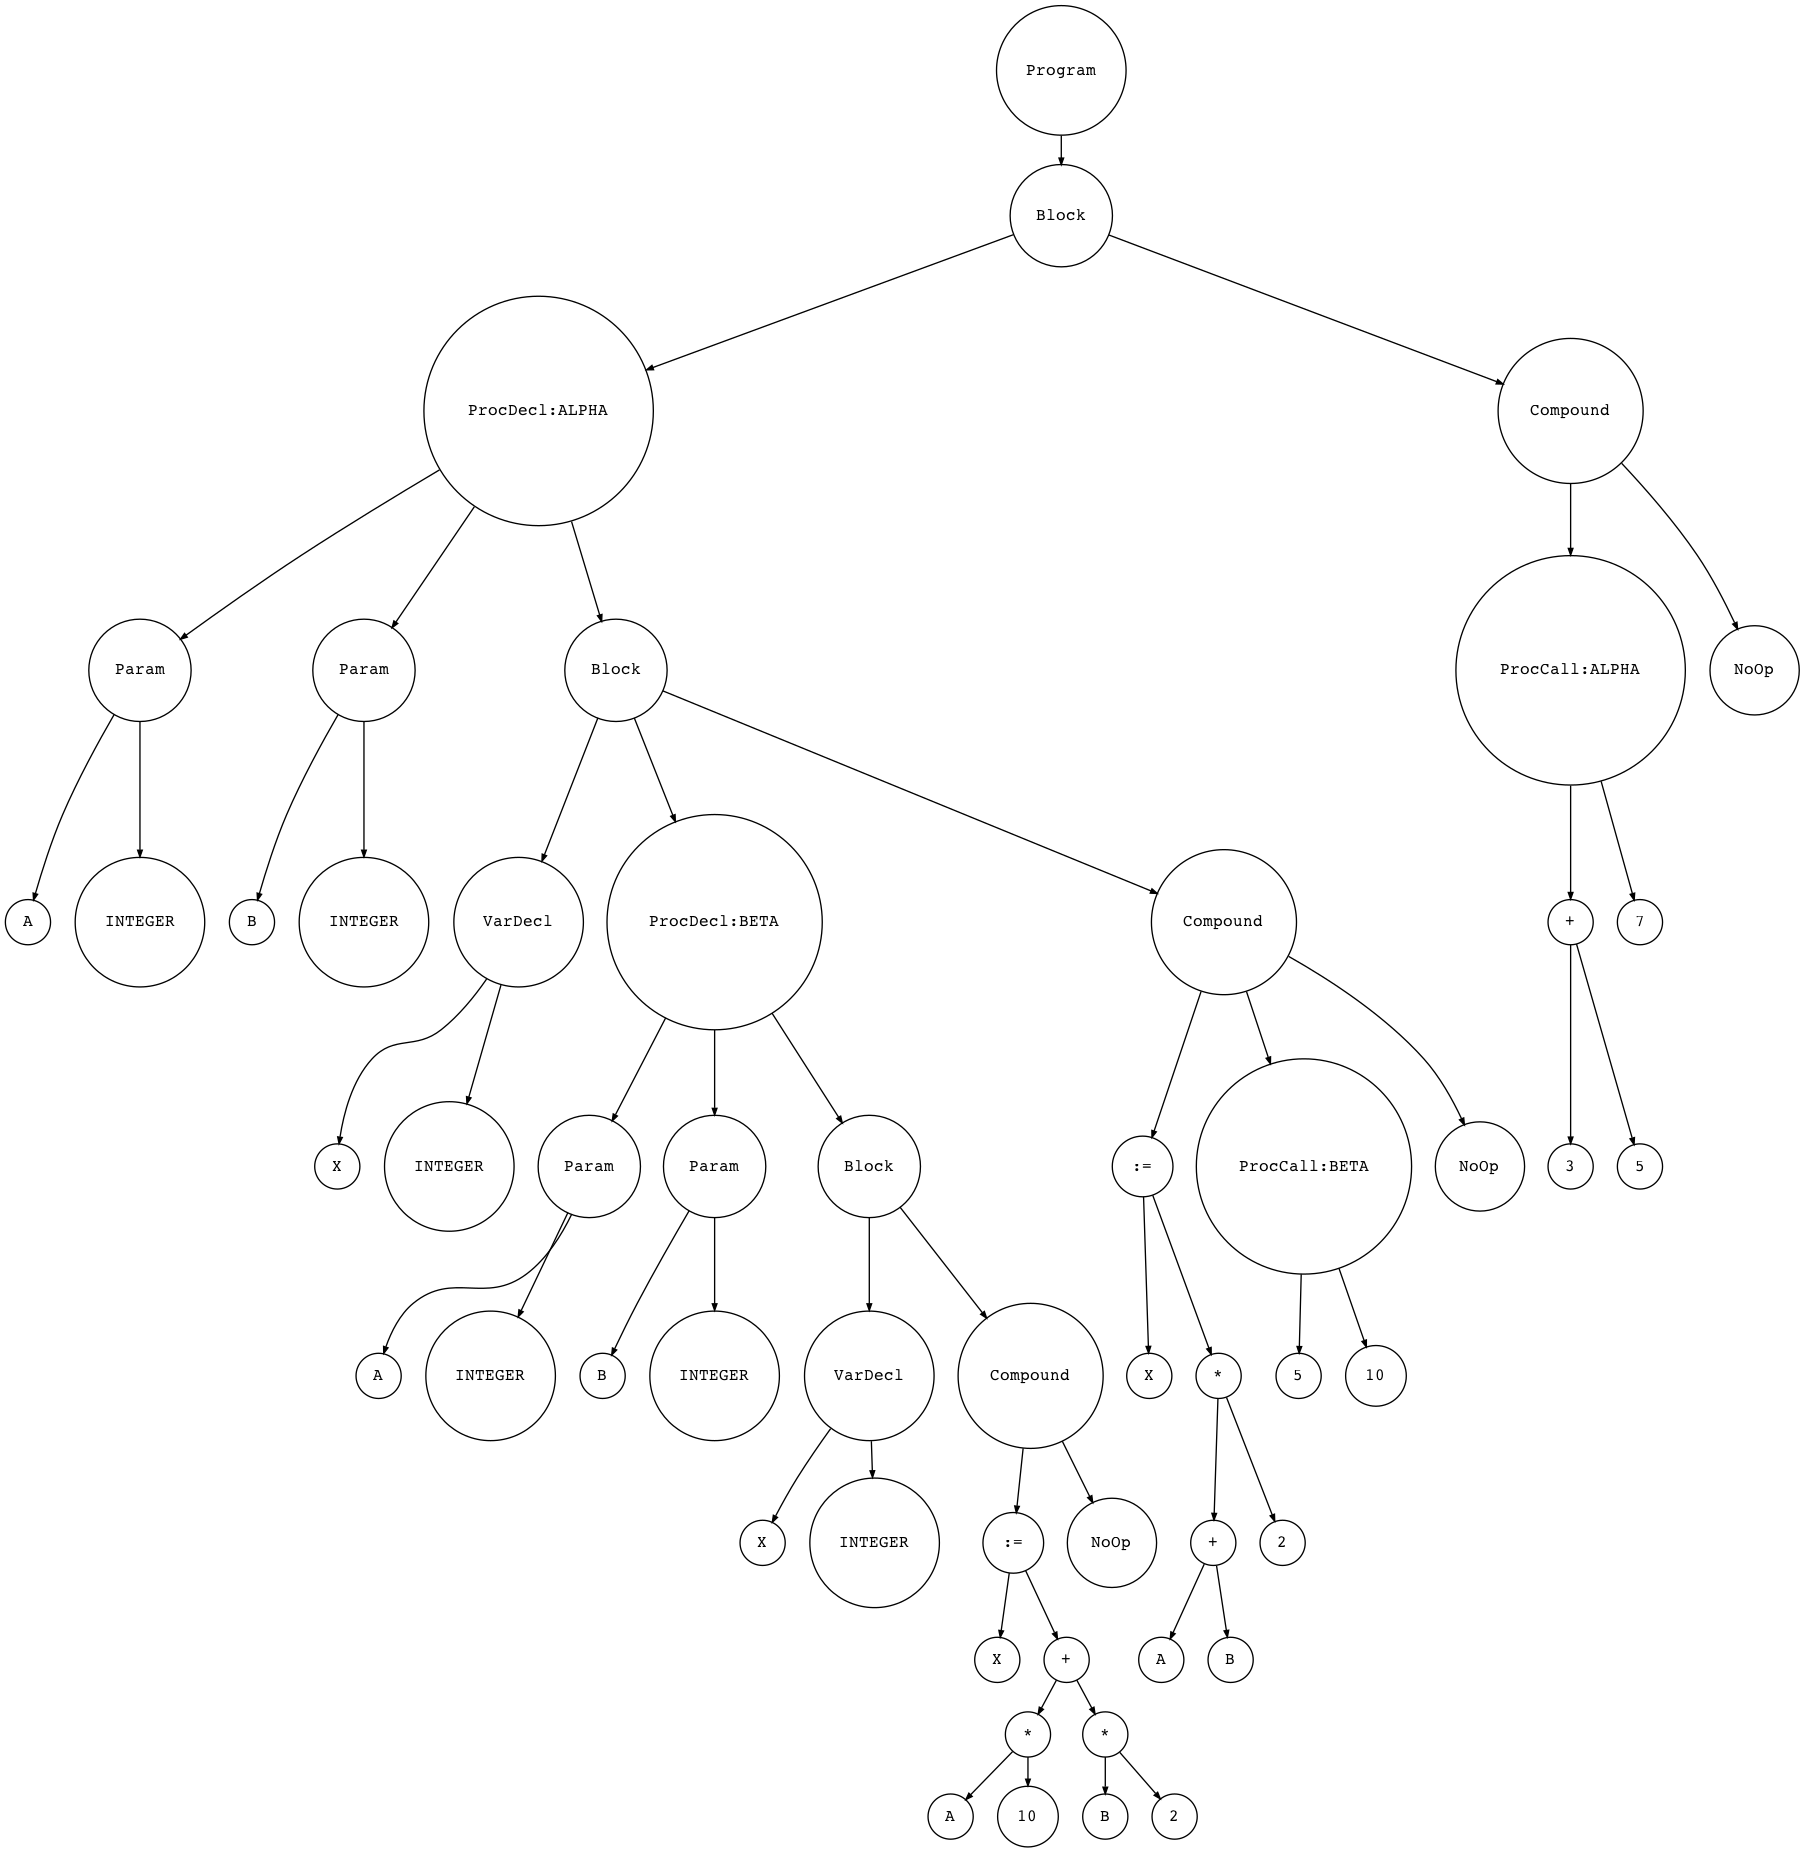 Program
Block
ProcDecl:ALPHA
Compound
Param
Param
Block
ProcCall:ALPHA
NoOp
A
INTEGER
B
INTEGER
VarDecl
ProcDecl:BETA
Compound
+
7
X
INTEGER
Param
Param
Block
:=
ProcCall:BETA
NoOp
3
5
A
INTEGER
B
INTEGER
VarDecl
Compound
X
*
5
10
X
INTEGER
:=
NoOp
+
2
X
+
A
B
*
*
A
10
B
2